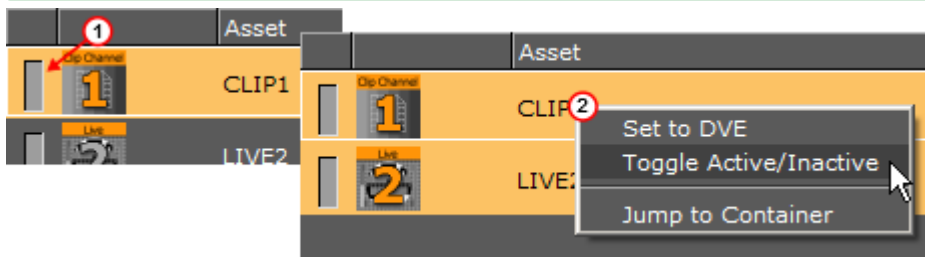 1
Asset
Clip Channel
1
CLIP1
Live
2
LIVE2
Asset
Clip Channel
1
CLIP
2
Live
2
LIVE2
Set to DVE
Toggle Active/Inactive
Jump to Container